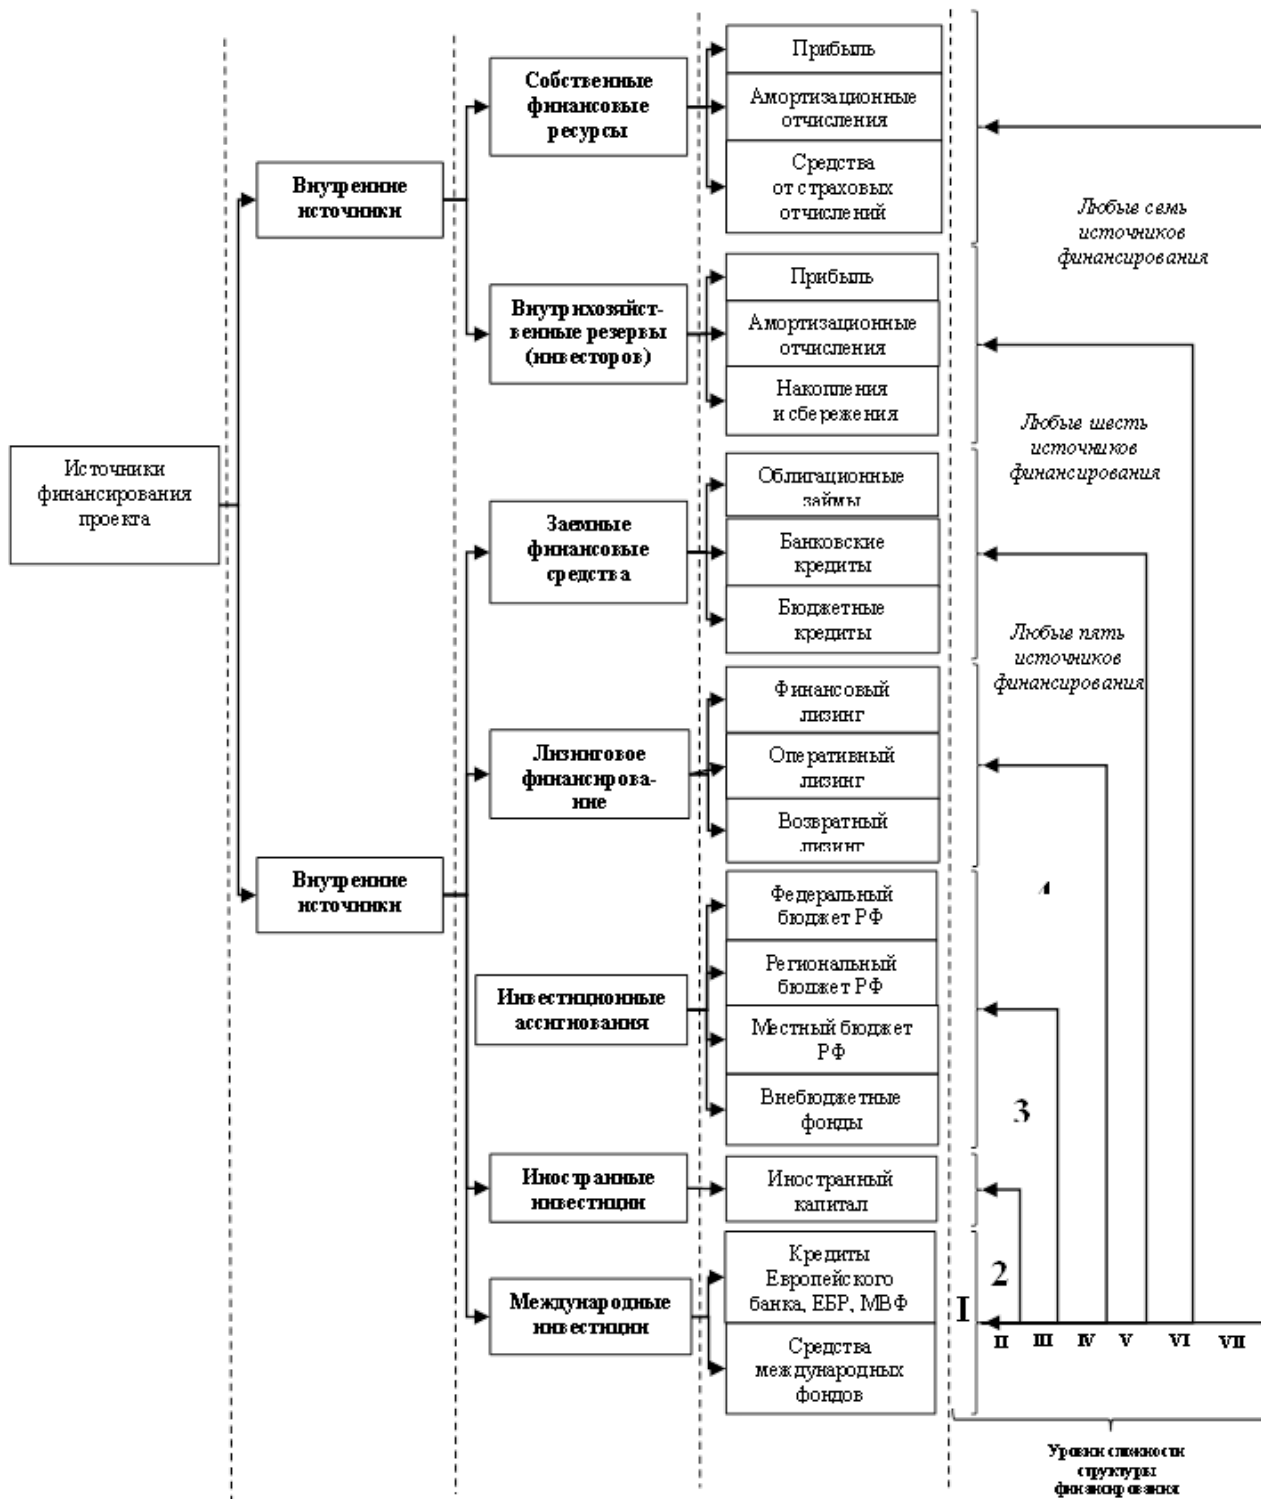 Источники
финансирования
проекта
Внутренние
источники
Внутренние
источники
Собственные
финансовые
ресурсы
Внутрихозяйст-
венные резервы
(инвесторов)
Заемные
финансовые
средства
Лизинговое
финансирова-
ние
Инвестиционные
ассигнования
Иностранные
инвестиции
Международные
инвестиции
Прибыль
Амортизационные
отчисления
Средства
от страховых
отчислений
Прибыль
Амортизационные
отчисления
Накопления
и сбережения
Облигационные
займы
Банковские
кредиты
Бюджетные
кредиты
Финансовый
лизинг
Оперативный
лизинг
Возвратный
лизинг
Федеральный
бюджет РФ
Региональный
бюджет РФ
Местный бюджет
РФ
Внебюджетные
фонды
Иностранный
капитал
Кредиты
Европейского
банка, ЕБР, МВФ
Средства
международных
фондов
Любые семь
источников
финансирования
Любые шесть
источников
финансирования
Любые пять
источников
финансирования
3
2
I
II III IV V VI VII
Уровни сложности
структуры
финансирования